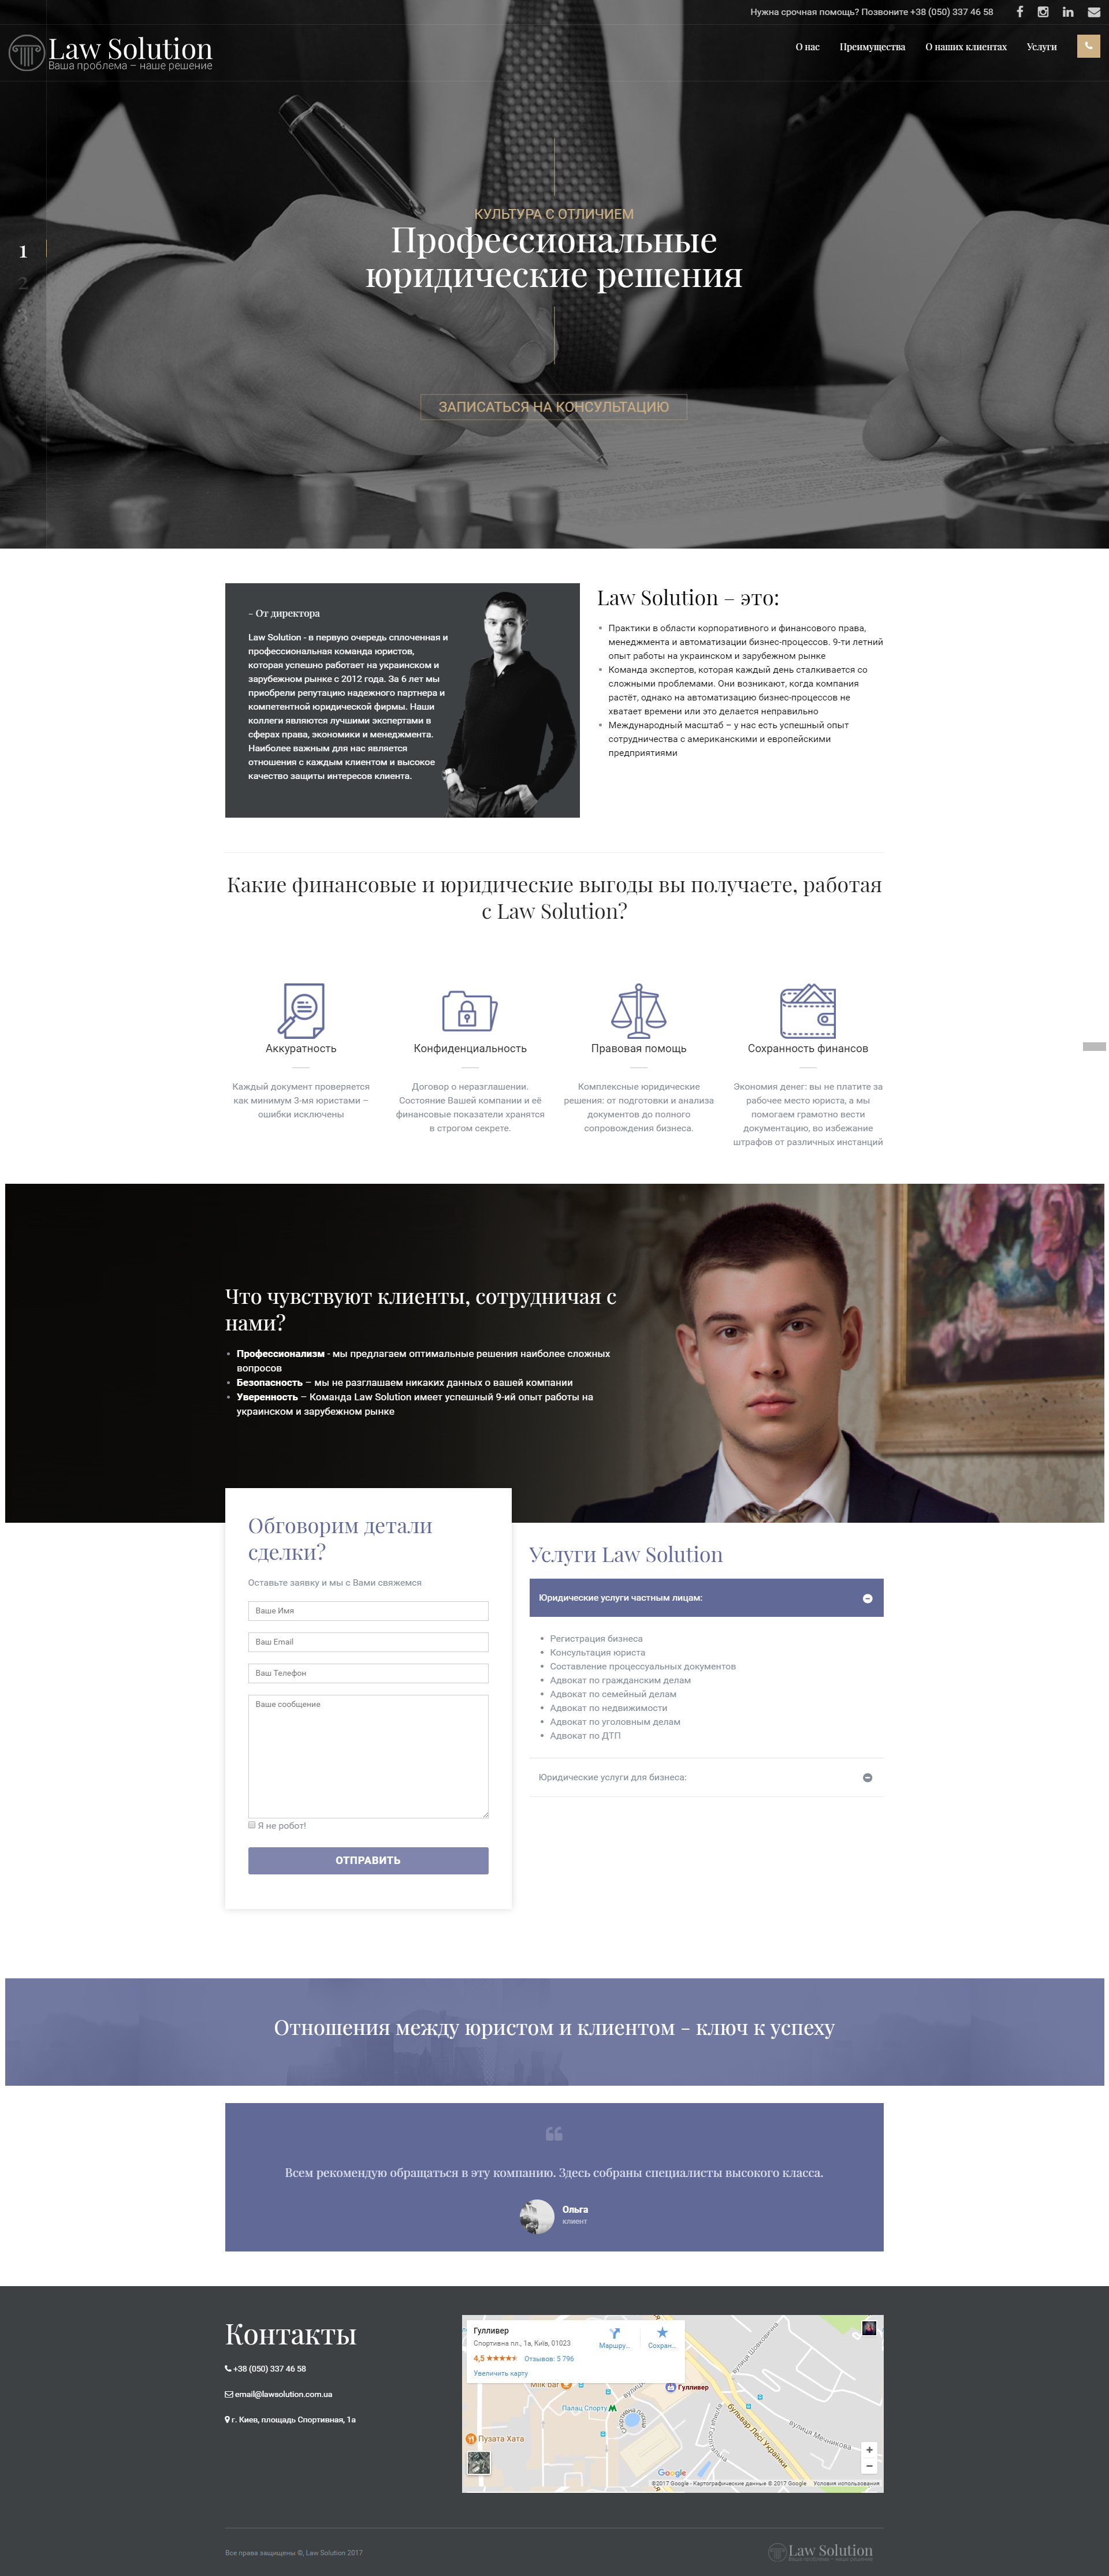 Нужна срочная помощь? Позвоните +38 (050) 337 46 58
Law Solution
Ваша проблема – наше решение
О нас
Преимущества
О наших клиентах
Услуги
КУЛЬТУРА С ОТЛИЧИЕМ
Профессиональные
юридические решения
1
2
ЗАПИСАТЬСЯ НА КОНСУЛЬТАЦИЮ
- От директора
Law Solution - в первую очередь сплоченная и
профессиональная команда юристов,
которая успешно работает на украинском и
зарубежном рынке с 2012 года. За 6 лет мы
приобрели репутацию надежного партнера и
компетентной юридической фирмы. Наши
коллеги являются лучшими экспертами в
сферах права, экономики и менеджмента.
Наиболее важным для нас является
отношения с каждым клиентом и высокое
качество защиты интересов клиента.
Law Solution – это:
Практики в области корпоративного и финансового права,
менеджмента и автоматизации бизнес-процессов. 9-ти летний
опыт работы на украинском и зарубежном рынке
Команда экспертов, которая каждый день сталкивается со
сложными проблемами. Они возникают, когда компания
растёт, однако на автоматизацию бизнес-процессов не
хватает времени или это делается неправильно
Международный масштаб – у нас есть успешный опыт
сотрудничества с американскими и европейскими
предприятиями
Какие финансовые и юридические выгоды вы получаете, работая
с Law Solution?
Аккуратность
Каждый документ проверяется
как минимум 3-мя юристами –
ошибки исключены
Конфиденциальность
Договор о неразглашении.
Состояние Вашей компании и её
финансовые показатели хранятся
в строгом секрете.
Правовая помощь
Комплексные юридические
решения: от подготовки и анализа
документов до полного
сопровождения бизнеса.
Сохранность финансов
Экономия денег: вы не платите за
рабочее место юриста, а мы
помогаем грамотно вести
документацию, во избежание
штрафов от различных инстанций
Что чувствуют клиенты, сотрудничая с
нами?
Профессионализм - мы предлагаем оптимальные решения наиболее сложных
вопросов
Безопасность – мы не разглашаем никаких данных о вашей компании
Уверенность – Команда Law Solution имеет успешный 9-ий опыт работы на
украинском и зарубежном рынке
Обговорим детали
сделки?
Оставьте заявку и мы с Вами свяжемся
Ваше Имя
Ваш Email
Ваш Телефон
Ваше сообщение
Я не робот!
ОТПРАВИТЬ
Услуги Law Solution
Юридические услуги частным лицам:
Регистрация бизнеса
Консультация юриста
Составление процессуальных документов
Адвокат по гражданским делам
Адвокат по семейный делам
Адвокат по недвижимости
Адвокат по уголовным делам
Адвокат по ДТП
Юридические услуги для бизнеса:
Отношения между юристом и клиентом - ключ к успеху
Всем рекомендую обращаться в эту компанию. Здесь собраны специалисты высокого класса.
Ольга
клиент
Контакты
+38 (050) 337 46 58
email@lawsolution.com.ua
г. Киев, площадь Спортивная, 1а
Гулливер
Спортивна пл., 1а, Київ, 01023
4,5
Отзывов: 5 796
Увеличить карту
Маршру...
Сохран...
Milk bar
Гулливер
Палац Спорту
Пузата Хата
Спортивна площа
вулиця Шовковична
бульвар Лесі Українки
вулиця Мечникова
Google
©2017 Google - Картографические данные © 2017 Google
Условия использования
Все права защищены ©, Law Solution 2017
Law Solution
Ваша проблема – наше решение